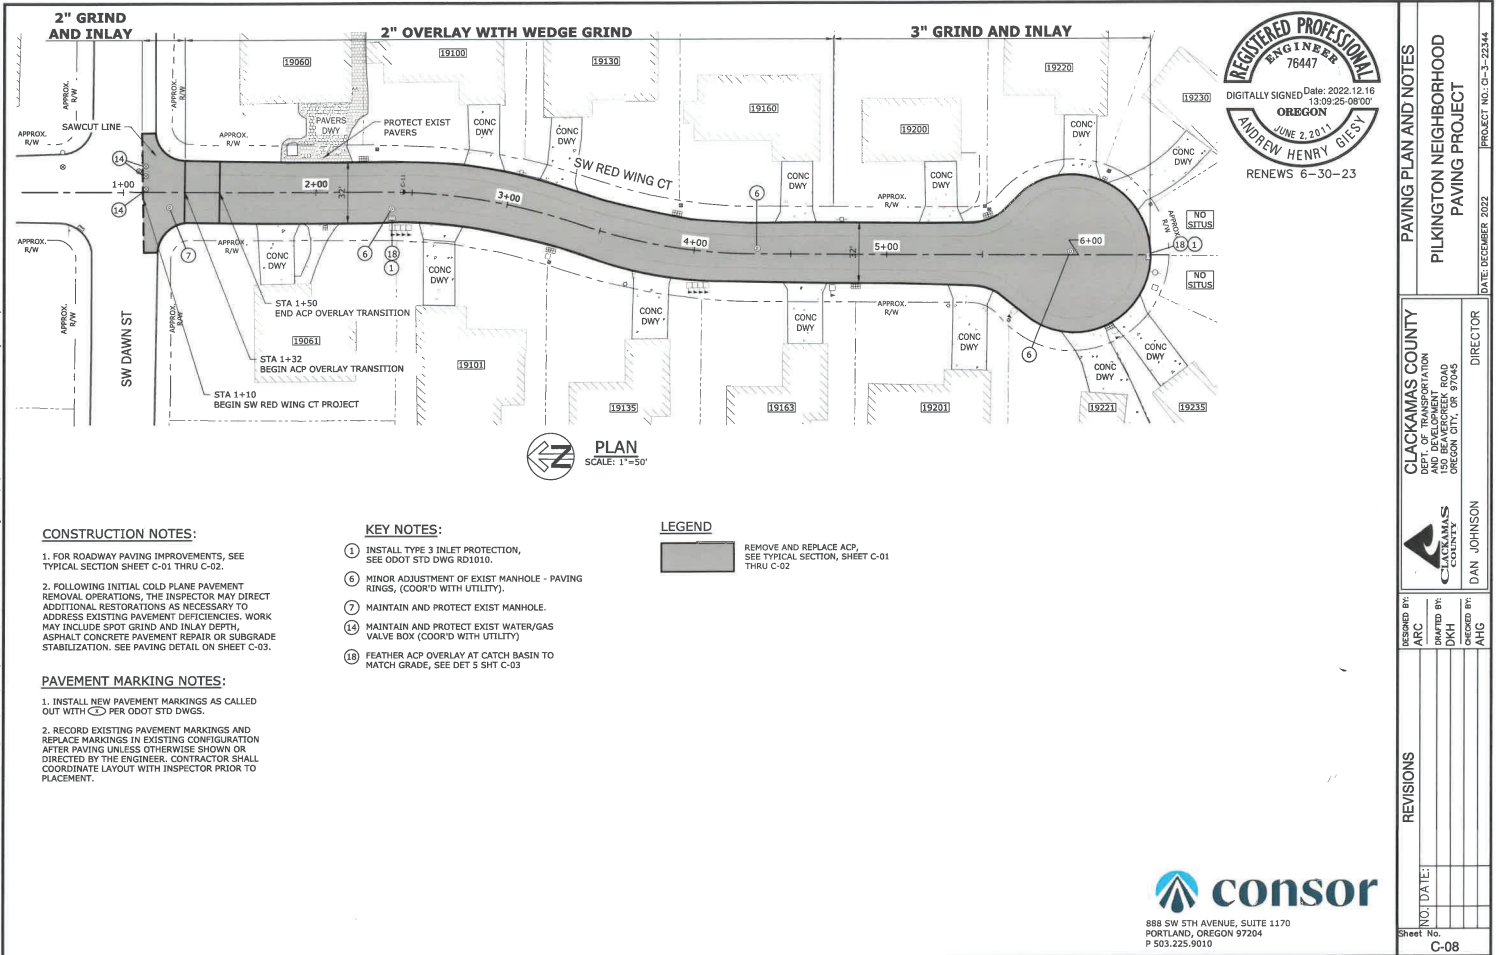 2" GRIND
AND INLAY
2" OVERLAY WITH WEDGE GRIND
3" GRIND AND INLAY
19060
19100
19130
19160
19200
19220
19230
APPROX.
R/W
APPROX.
R/W
APPROX.
R/W
APPROX.
R/W
SAWCUT LINE
PAVERS
DWY
PROTECT EXIST
PAVERS
CONC
DWY
CONC
DWY
SW RED WING CT
CONC
DWY
APPROX.
R/W
CONC
DWY
CONC
DWY
CONC
DWY
14
1+00
14
2+00
32'
3+00
6
4+00
5+00
32'
6+00
APPROX.
R/W
NO
SITUS
18 1
NO
SITUS
APPROX.
R/W
7
APPROX.
R/W
CONC
DWY
6
18
1
CONC
DWY
APPROX.
R/W
APPROX.
R/W
APPROX.
R/W
STA 1+50
END ACP OVERLAY TRANSITION
19061
STA 1+32
BEGIN ACP OVERLAY TRANSITION
STA 1+10
BEGIN SW RED WING CT PROJECT
SW DAWN ST
19101
CONC
DWY
19135
CONC
DWY
19163
CONC
DWY
19201
6
CONC
DWY
CONC
DWY
19221
19235
N
PLAN
SCALE: 1"=50'
CONSTRUCTION NOTES:
1. FOR ROADWAY PAVING IMPROVEMENTS, SEE
TYPICAL SECTION SHEET C-01 THRU C-02.
2. FOLLOWING INITIAL COLD PLANE PAVEMENT
REMOVAL OPERATIONS, THE INSPECTOR MAY DIRECT
ADDITIONAL RESTORATIONS AS NECESSARY TO
ADDRESS EXISTING PAVEMENT DEFICIENCIES. WORK
MAY INCLUDE SPOT GRIND AND INLAY DEPTH,
ASPHALT CONCRETE PAVEMENT REPAIR OR SUBGRADE
STABILIZATION. SEE PAVING DETAIL ON SHEET C-03.
PAVEMENT MARKING NOTES:
1. INSTALL NEW PAVEMENT MARKINGS AS CALLED
OUT WITH X PER ODOT STD DWGS.
2. RECORD EXISTING PAVEMENT MARKINGS AND
REPLACE MARKINGS IN EXISTING CONFIGURATION
AFTER PAVING UNLESS OTHERWISE SHOWN OR
DIRECTED BY THE ENGINEER. CONTRACTOR SHALL
COORDINATE LAYOUT WITH INSPECTOR PRIOR TO
PLACEMENT.
KEY NOTES:
1 INSTALL TYPE 3 INLET PROTECTION,
SEE ODOT STD DWG RD1010.
6 MINOR ADJUSTMENT OF EXIST MANHOLE - PAVING
RINGS, (COOR'D WITH UTILITY).
7 MAINTAIN AND PROTECT EXIST MANHOLE.
14 MAINTAIN AND PROTECT EXIST WATER/GAS
VALVE BOX (COOR'D WITH UTILITY)
18 FEATHER ACP OVERLAY AT CATCH BASIN TO
MATCH GRADE, SEE DET 5 SHT C-03
LEGEND
REMOVE AND REPLACE ACP,
SEE TYPICAL SECTION, SHEET C-01
THRU C-02
REGISTERED PROFESSIONAL
ENGINEER
76447
DIGITALLY SIGNED Date: 2022.12.16
13:09:25-08'00'
OREGON
JUNE 2, 2011
ANDREW HENRY GIESY
RENEWS 6-30-23
consor
888 SW 5TH AVENUE, SUITE 1170
PORTLAND, OREGON 97204
P 503.225.9010
PAVING PLAN AND NOTES
PILKINGTON NEIGHBORHOOD
PAVING PROJECT
DATE: DECEMBER 2022
PROJECT NO.: CI-3-22344
CLACKAMAS COUNTY
DEPT. OF TRANSPORTATION
AND DEVELOPMENT
150 BEAVERCREEK ROAD
OREGON CITY, OR 97045
CLACKAMAS
COUNTY
DAN JOHNSON
DIRECTOR
DESIGNED BY:
ARC
DRAFTED BY:
DKH
CHECKED BY:
AHG
REVISIONS
NO. DATE:
Sheet No.
C-08